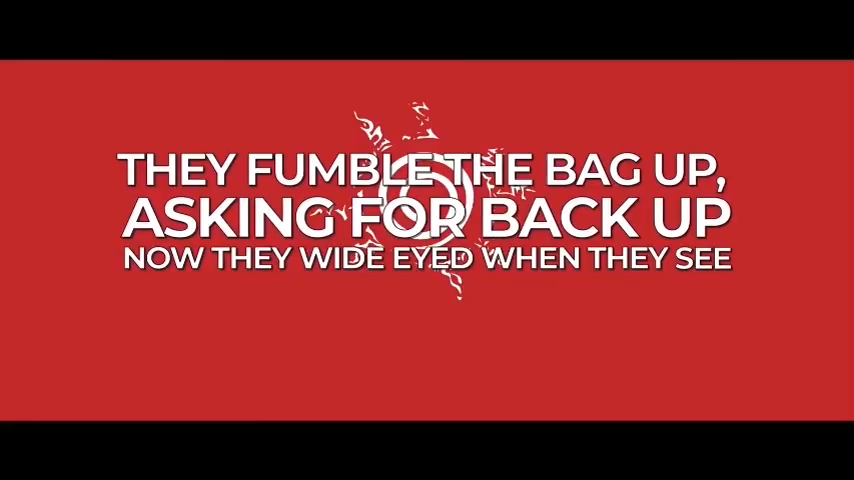 THEY FUMBLE THE BAG UP,
ASKING FOR BACK UP
NOW THEY WIDE EYED WHEN THEY SEE